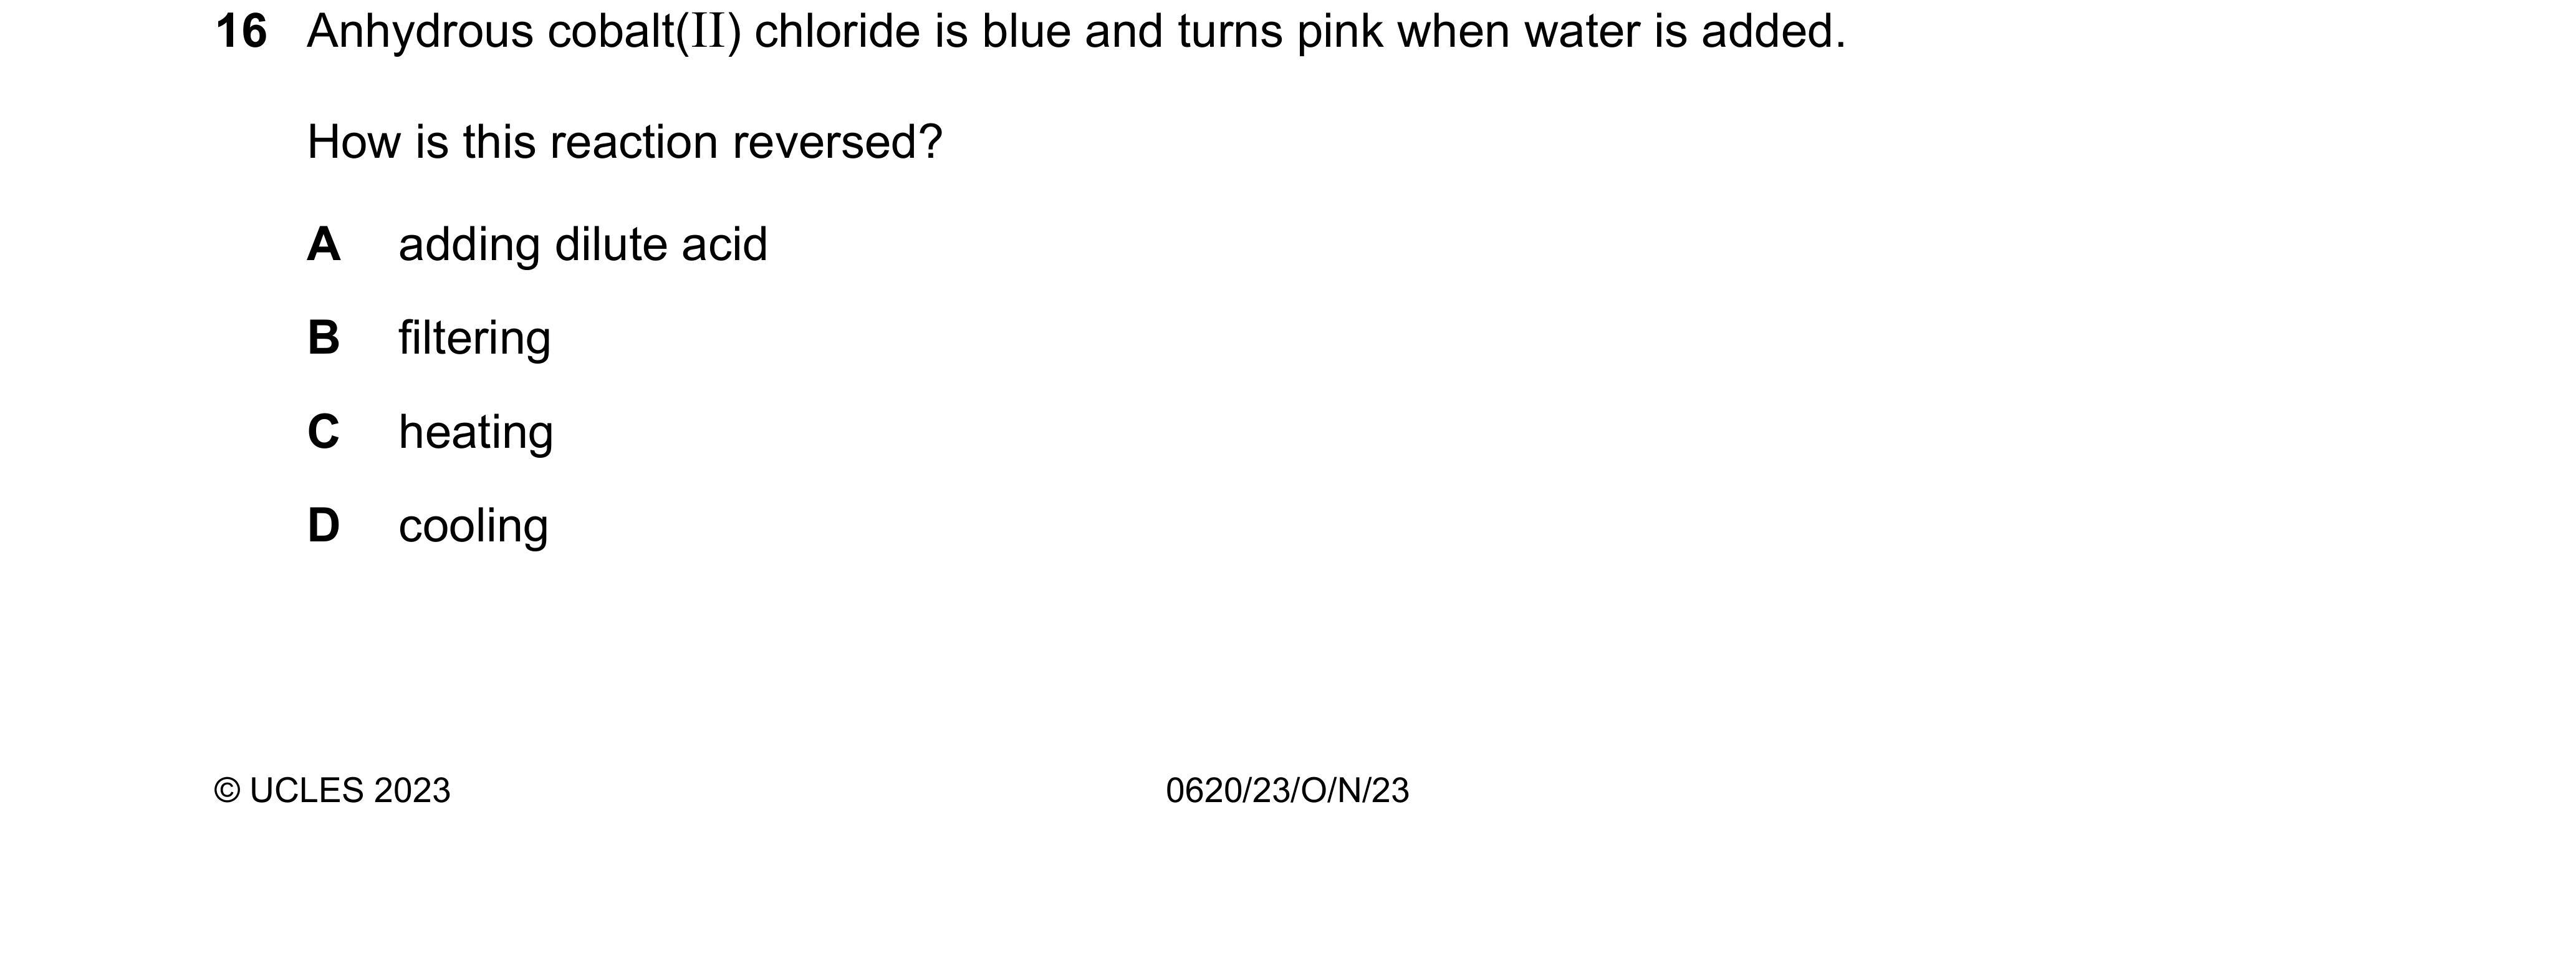 16 Anhydrous cobalt(II) chloride is blue and turns pink when water is added.
How is this reaction reversed?
A adding dilute acid
B filtering
C heating
D cooling
© UCLES 2023 0620/23/O/N/23